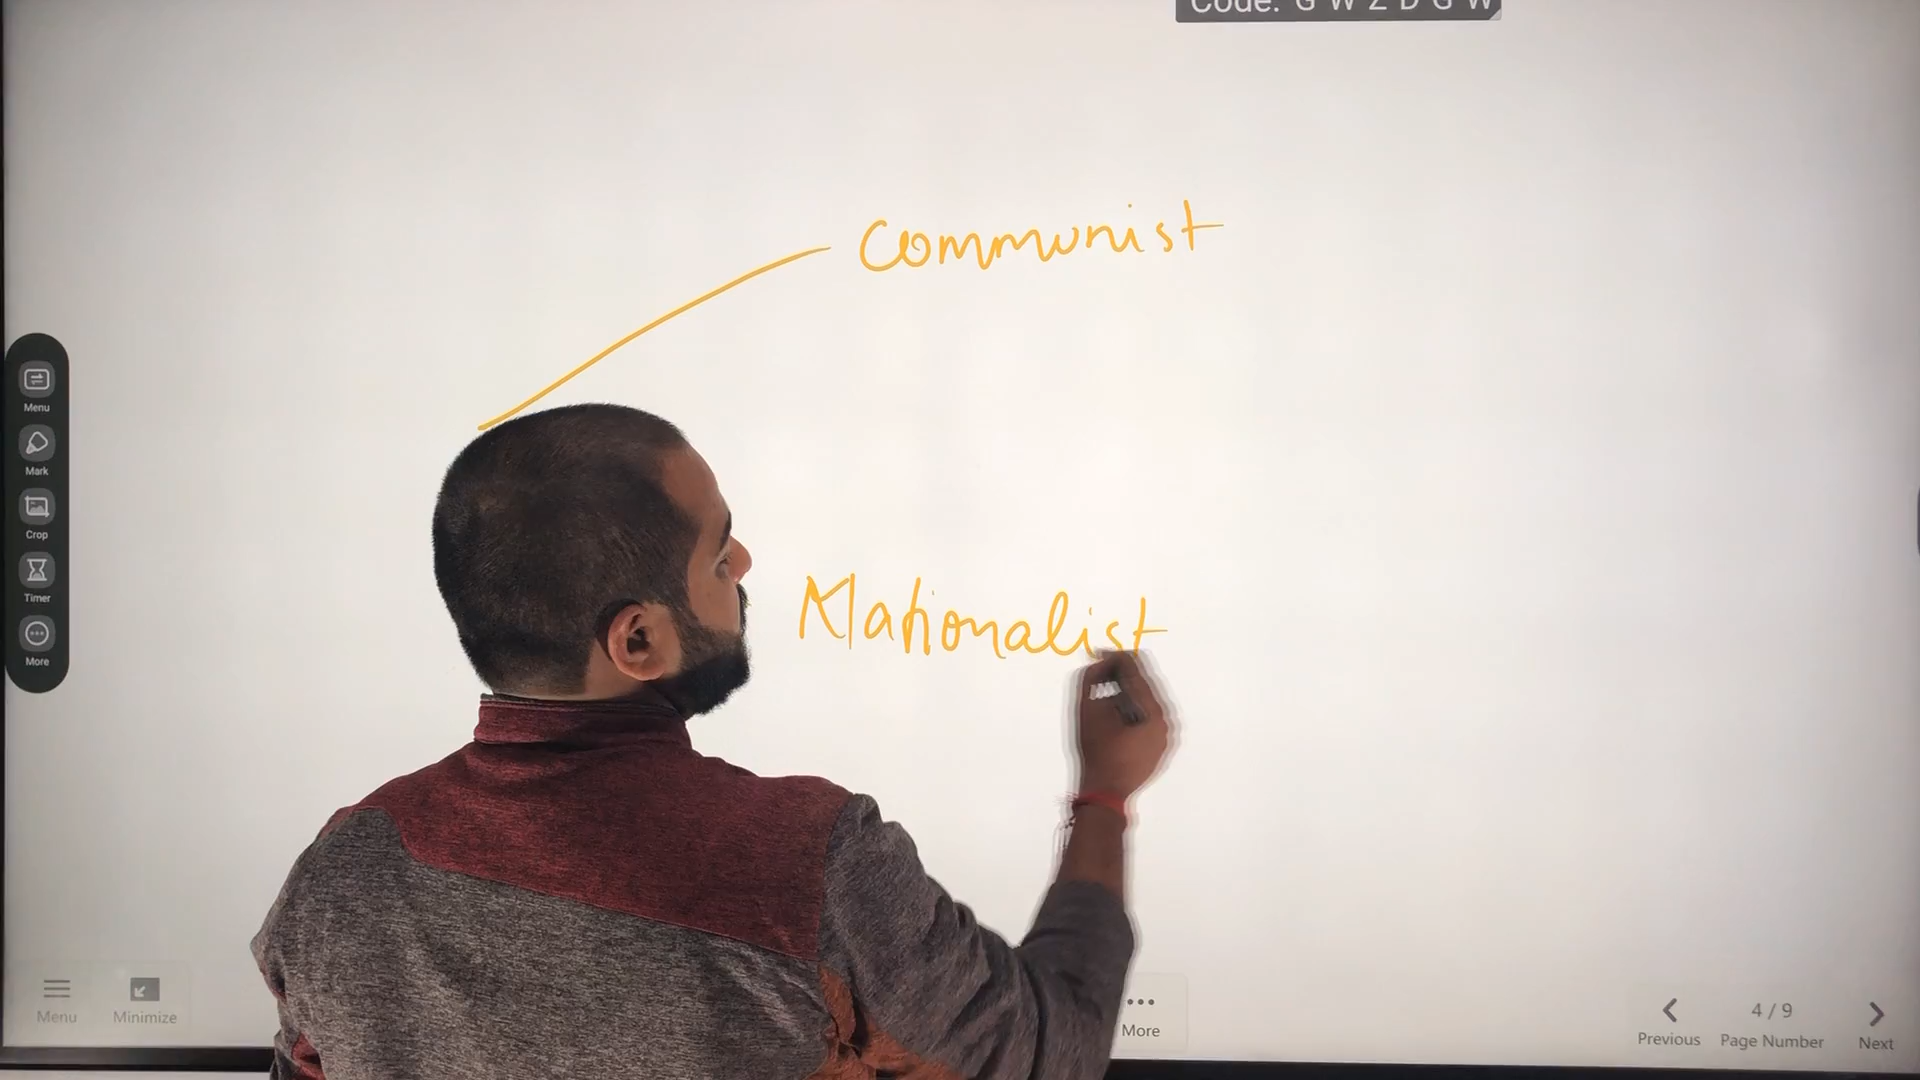 Code: G W Z D G W
Communist
Menu
Mark
Crop
Timer
More
Nationalist
Menu
Minimize
More
Previous
4 / 9
Page Number
Next